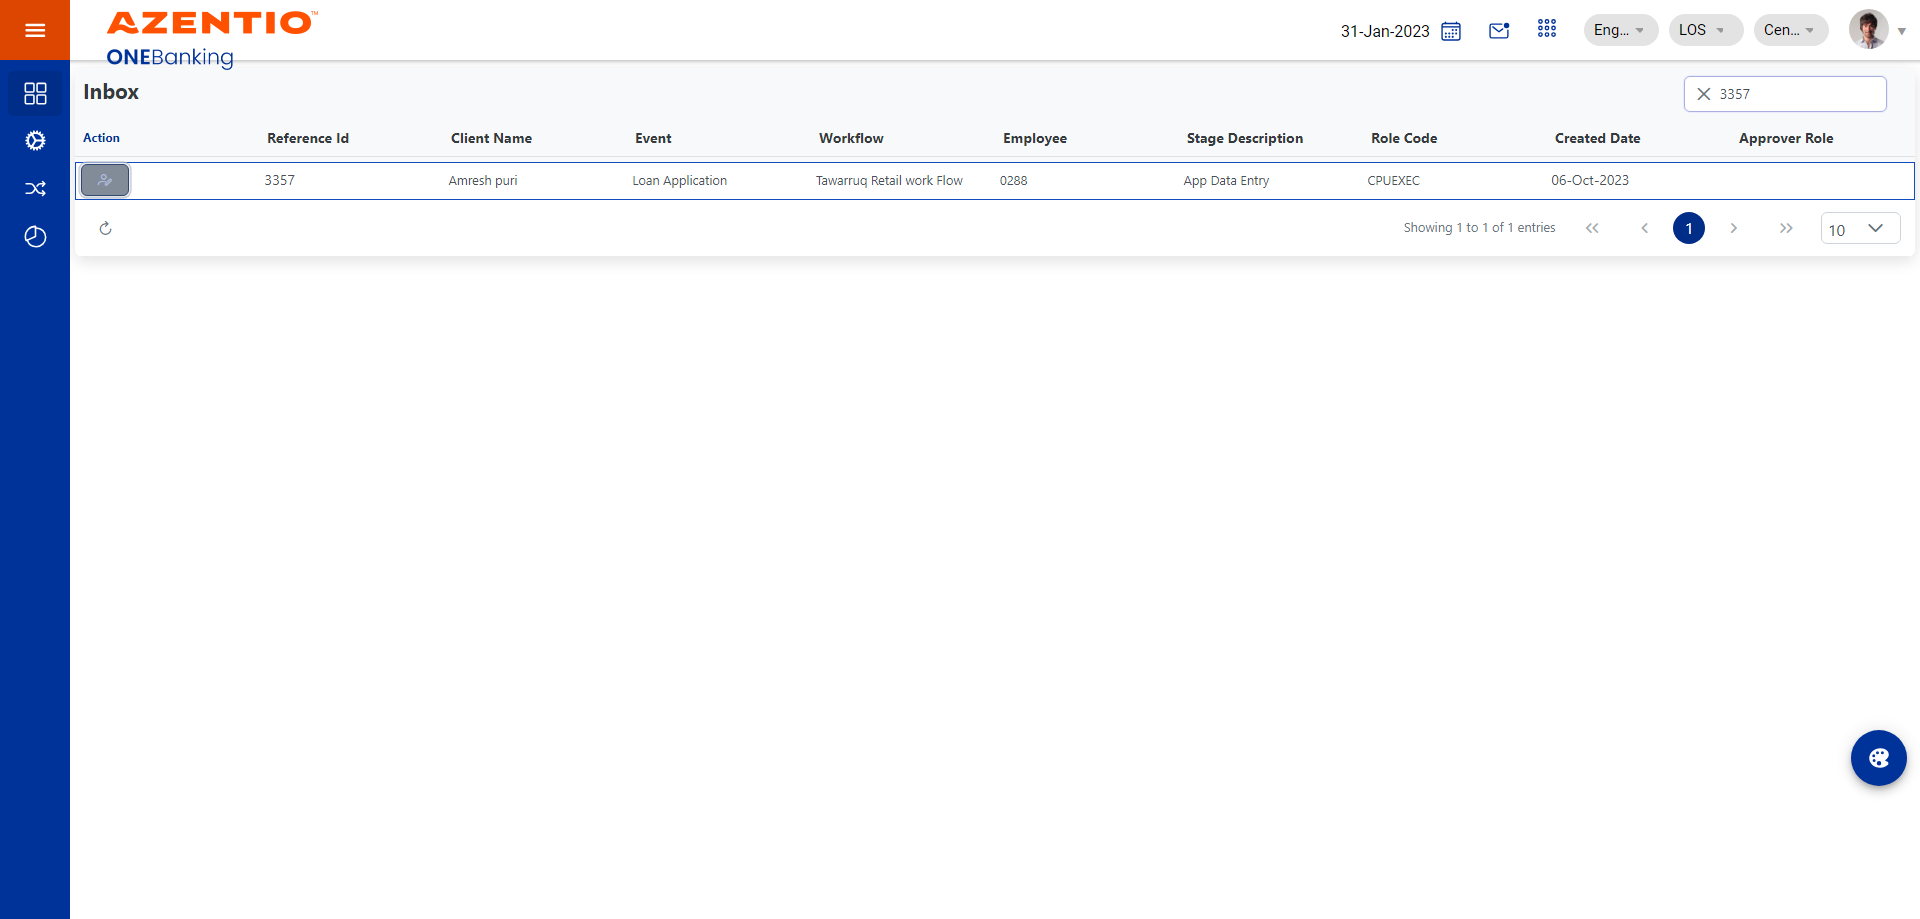 AZENTIO™
ONEBanking
31-Jan-2023 Eng... LOS Cen...
Inbox
3357
Action Reference Id Client Name Event Workflow Employee Stage Description Role Code Created Date Approver Role
3357 Amresh puri Loan Application Tawarruq Retail work Flow 0288 App Data Entry CPUEXEC 06-Oct-2023
Showing 1 to 1 of 1 entries 1 10